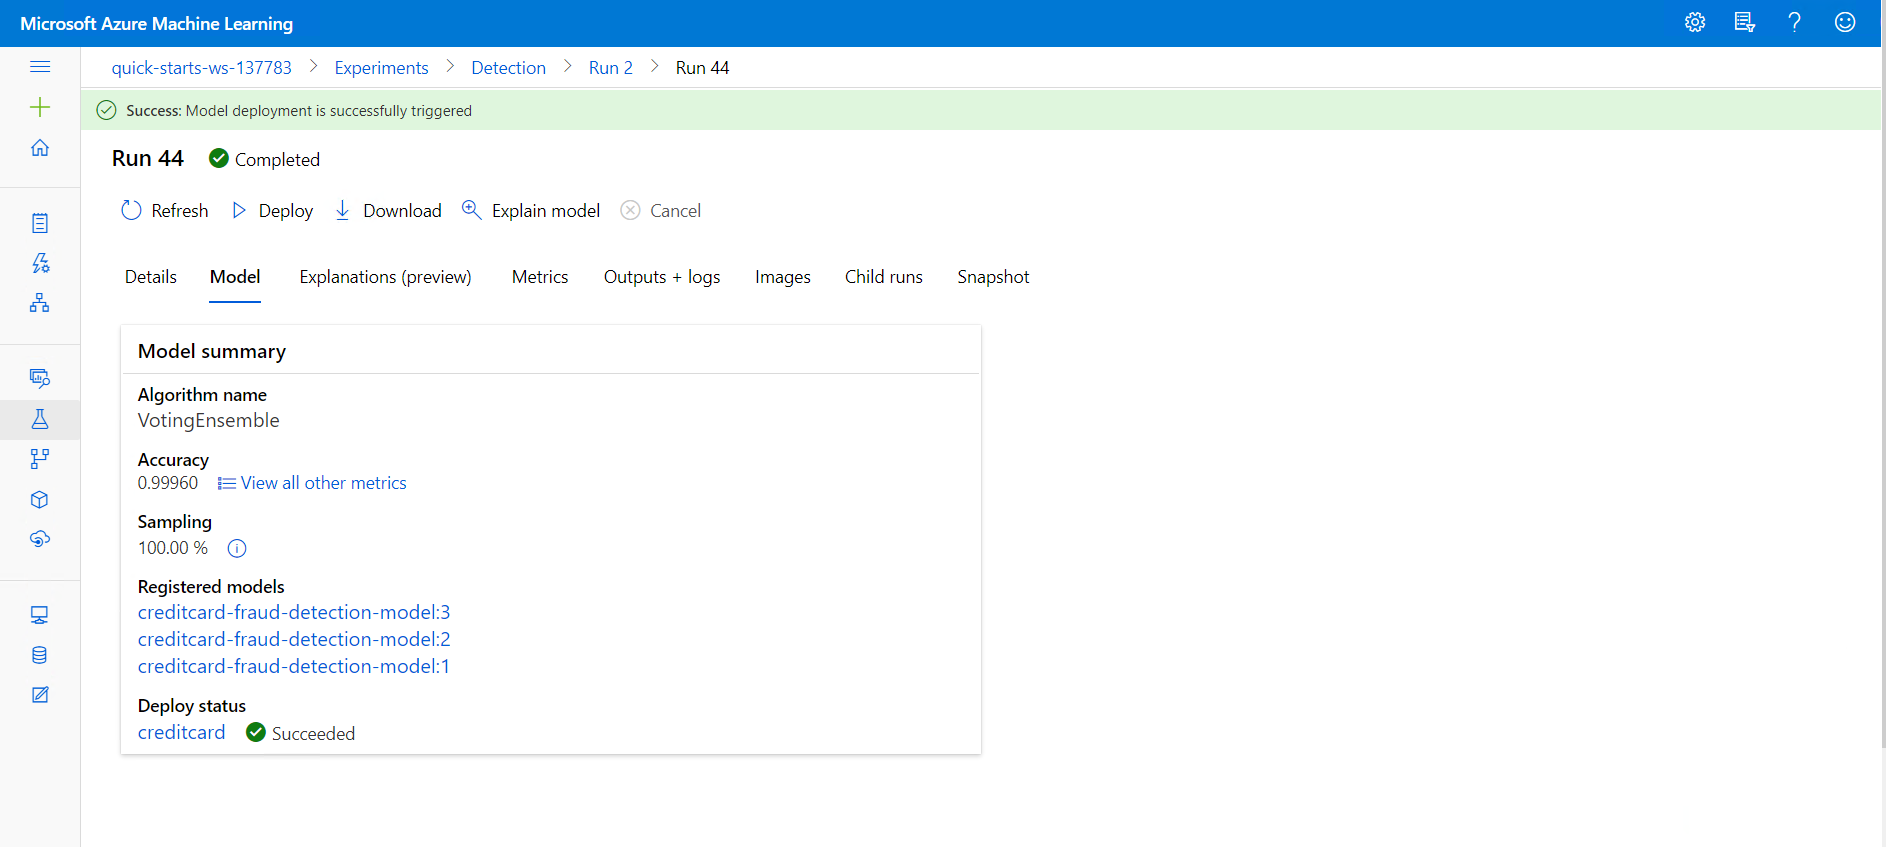 Microsoft Azure Machine Learning
quick-starts-ws-137783 > Experiments > Detection > Run 2 > Run 44
Success: Model deployment is successfully triggered
Run 44 Completed
Refresh Deploy Download Explain model Cancel
Details Model Explanations (preview) Metrics Outputs + logs Images Child runs Snapshot
Model summary
Algorithm name
VotingEnsemble
Accuracy
0.99960 View all other metrics
Sampling
100.00 %
Registered models
creditcard-fraud-detection-model:3
creditcard-fraud-detection-model:2
creditcard-fraud-detection-model:1
Deploy status
creditcard Succeeded